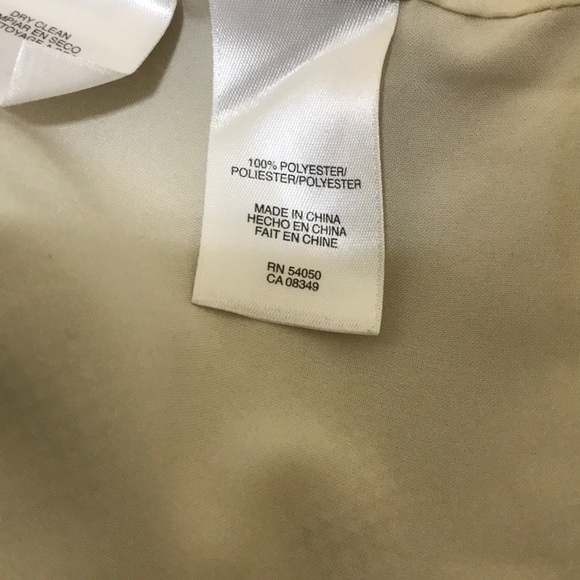 DRY CLEAN
EN SECO
100% POLYESTER/
POLIESTER/POLYESTER
MADE IN CHINA
HECHO EN CHINA
FAIT EN CHINE
RN 54050
CA 08349